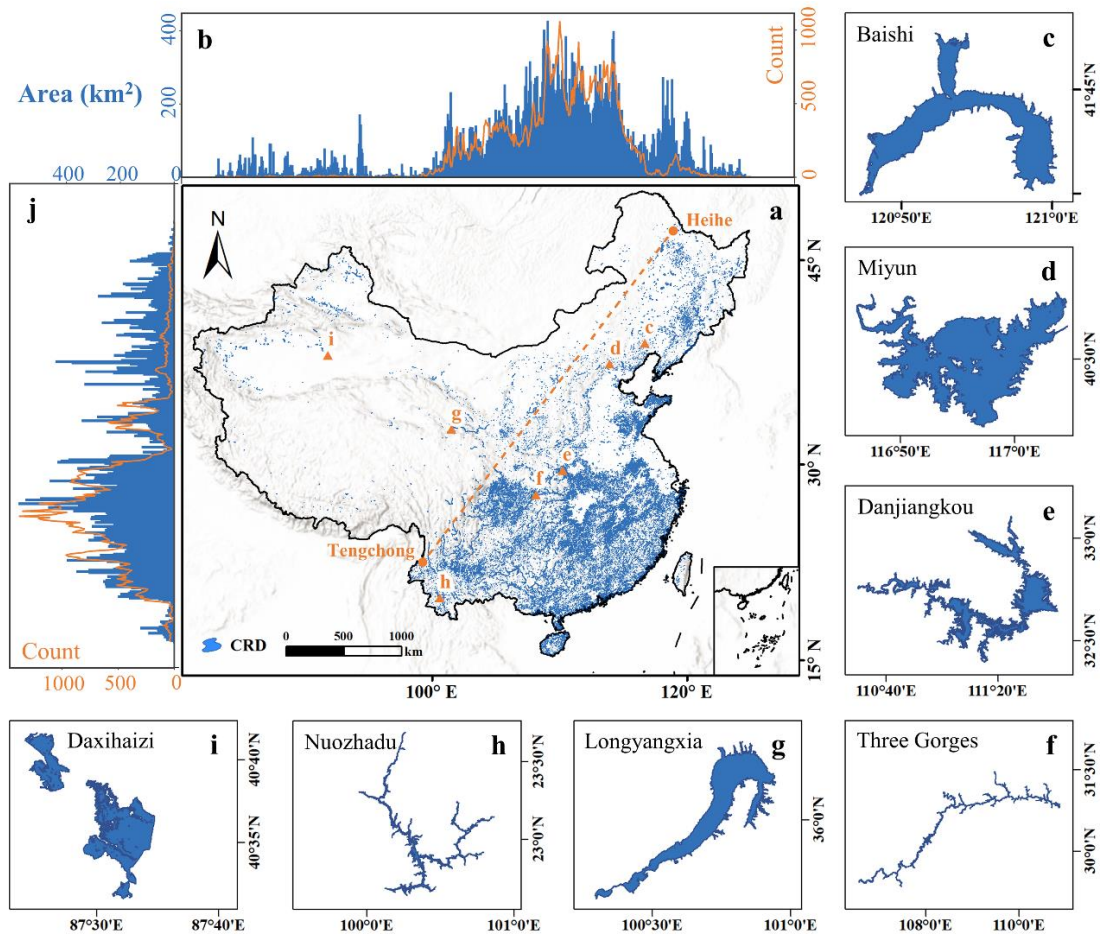 400
200
0
b
Area (km²)
Count
1000
500
0
400
200
0
j
Count
1000
500
0
a
N
Heihe
Tengchong
c
d
e
f
g
h
i
CRD
0
500
1000
km
100° E
120° E
45° N
30° N
15° N
Baishi
c
41°45'N
120°50'E
121°0'E
Miyun
d
40°30'N
116°50'E
117°0'E
Danjiangkou
e
33°0'N
32°30'N
110°40'E
111°20'E
Daxihaizi
i
40°40'N
40°35'N
87°30'E
87°40'E
Nuozhadu
h
23°30'N
23°0'N
100°0'E
101°0'E
Longyangxia
g
36°0'N
100°30'E
101°0'E
Three Gorges
f
31°30'N
30°0'N
108°0'E
110°0'E